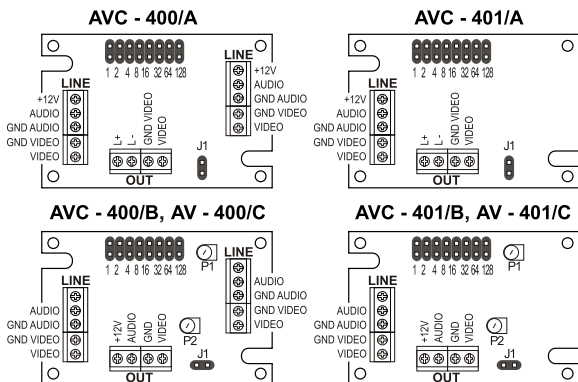 AVC - 400/A
1 2 4 8 16 32 64 128
LINE
+12V
AUDIO
GND AUDIO
GND VIDEO
VIDEO
LINE
+12V
AUDIO
GND AUDIO
GND VIDEO
VIDEO
L+
L-
GND VIDEO
VIDEO
OUT
J1
AVC - 401/A
1 2 4 8 16 32 64 128
LINE
+12V
AUDIO
GND AUDIO
GND VIDEO
VIDEO
L+
L-
GND VIDEO
VIDEO
OUT
J1
AVC - 400/B, AV - 400/C
1 2 4 8 16 32 64 128
P1
LINE
AUDIO
GND AUDIO
GND VIDEO
VIDEO
LINE
AUDIO
GND AUDIO
GND VIDEO
VIDEO
+12V
AUDIO
GND
VIDEO
P2
OUT
J1
AVC - 401/B, AV - 401/C
1 2 4 8 16 32 64 128
P1
LINE
AUDIO
GND AUDIO
GND VIDEO
VIDEO
+12V
AUDIO
GND
VIDEO
P2
OUT
J1